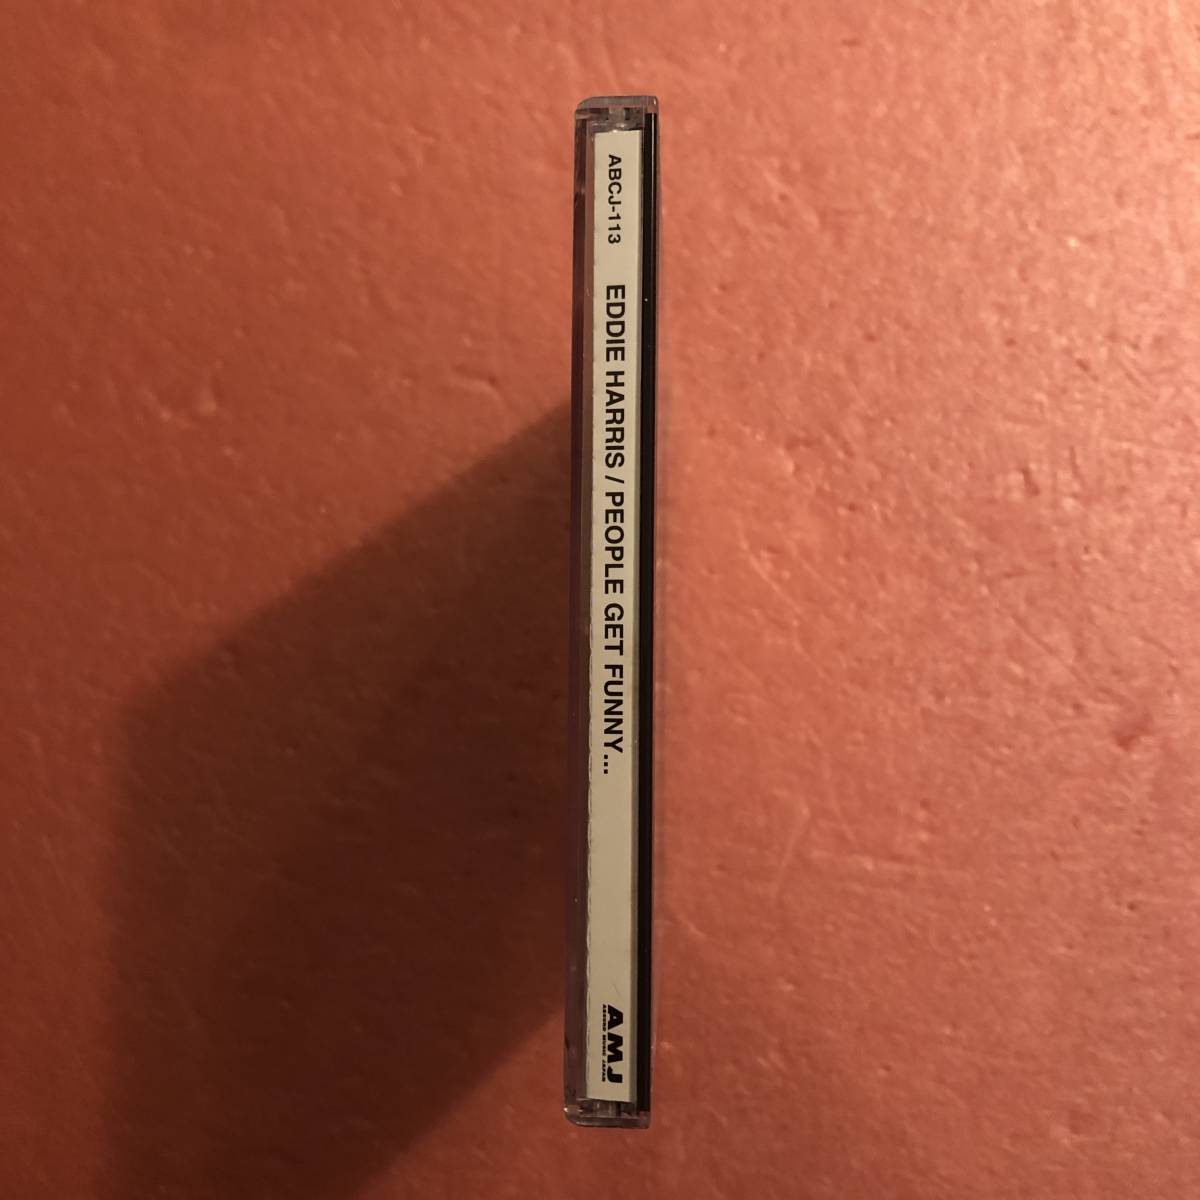 ABCJ-113
EDDIE HARRIS / PEOPLE GET FUNNY...
AMJ